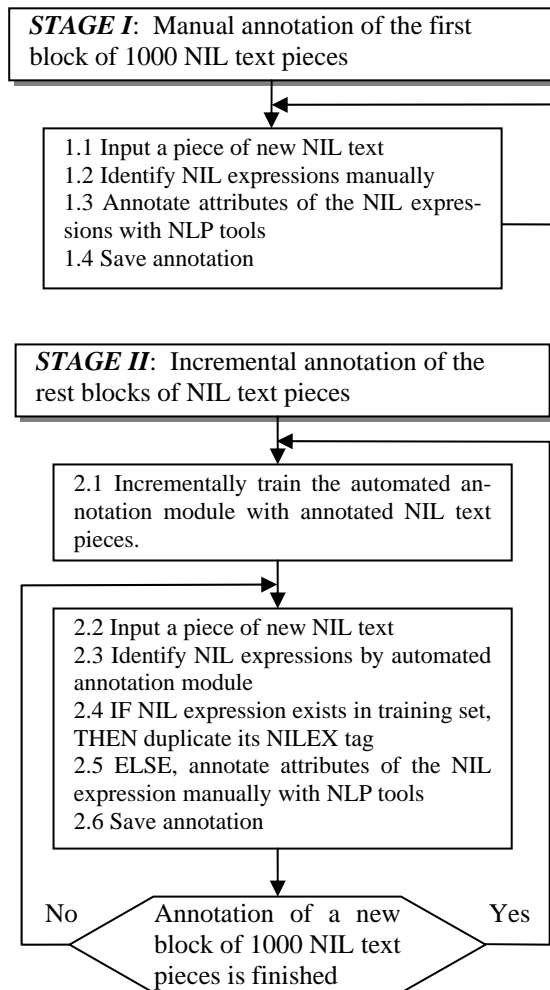 STAGE I: Manual annotation of the first
block of 1000 NIL text pieces
1.1 Input a piece of new NIL text
1.2 Identify NIL expressions manually
1.3 Annotate attributes of the NIL expres-
sions with NLP tools
1.4 Save annotation
STAGE II: Incremental annotation of the
rest blocks of NIL text pieces
2.1 Incrementally train the automated an-
notation module with annotated NIL text
pieces.
2.2 Input a piece of new NIL text
2.3 Identify NIL expressions by automated
annotation module
2.4 IF NIL expression exists in training set,
THEN duplicate its NILEX tag
2.5 ELSE, annotate attributes of the NIL
expression manually with NLP tools
2.6 Save annotation
No
Yes
Annotation of a new
block of 1000 NIL text
pieces is finished